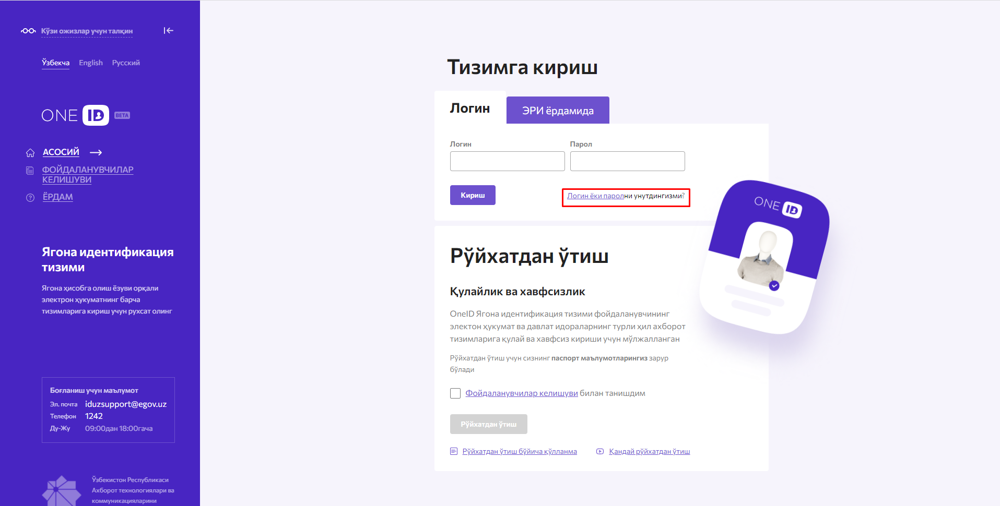 Кўзи ожизлар учун талқин
Ўзбекча English Русский
ONE ID BETA
АСОСИЙ
ФОЙДАЛАНУВЧИЛАР
КЕЛИШУВИ
ЁРДАМ
Ягона идентификация
тизими
Ягона ҳисобга олиш ёзуви орқали
электрон ҳукуматнинг барча
тизимларига кириш учун рухсат олинг
Боғланиш учун маълумот
Эл. почта iduzsupport@egov.uz
Телефон 1242
Ду-Жу 09:00дан 18:00гача
Ўзбекистон Республикаси
Ахборот технологиялари ва
коммуникацияларини
Тизимга кириш
Логин
ЭРИ ёрдамида
Логин Парол
Кириш
Логин ёки паролни унутдингизми?
ONE ID
Рўйхатдан ўтиш
Қулайлик ва хавфсизлик
OneID Ягона идентификация тизими фойдаланувчининг
электон ҳукумат ва давлат идораларнинг турли ҳил ахборот
тизимларига қулай ва хавфсиз кириши учун мўлжалланган
Рўйхатдан ўтиш учун сизнинг паспорт маълумотларингиз зарур
бўлади
Фойдаланувчилар келишуви билан танишдим
Рўйхатдан ўтиш
Рўйхатдан ўтиш бўйича қўлланма
Қандай рўйхатдан ўтиш